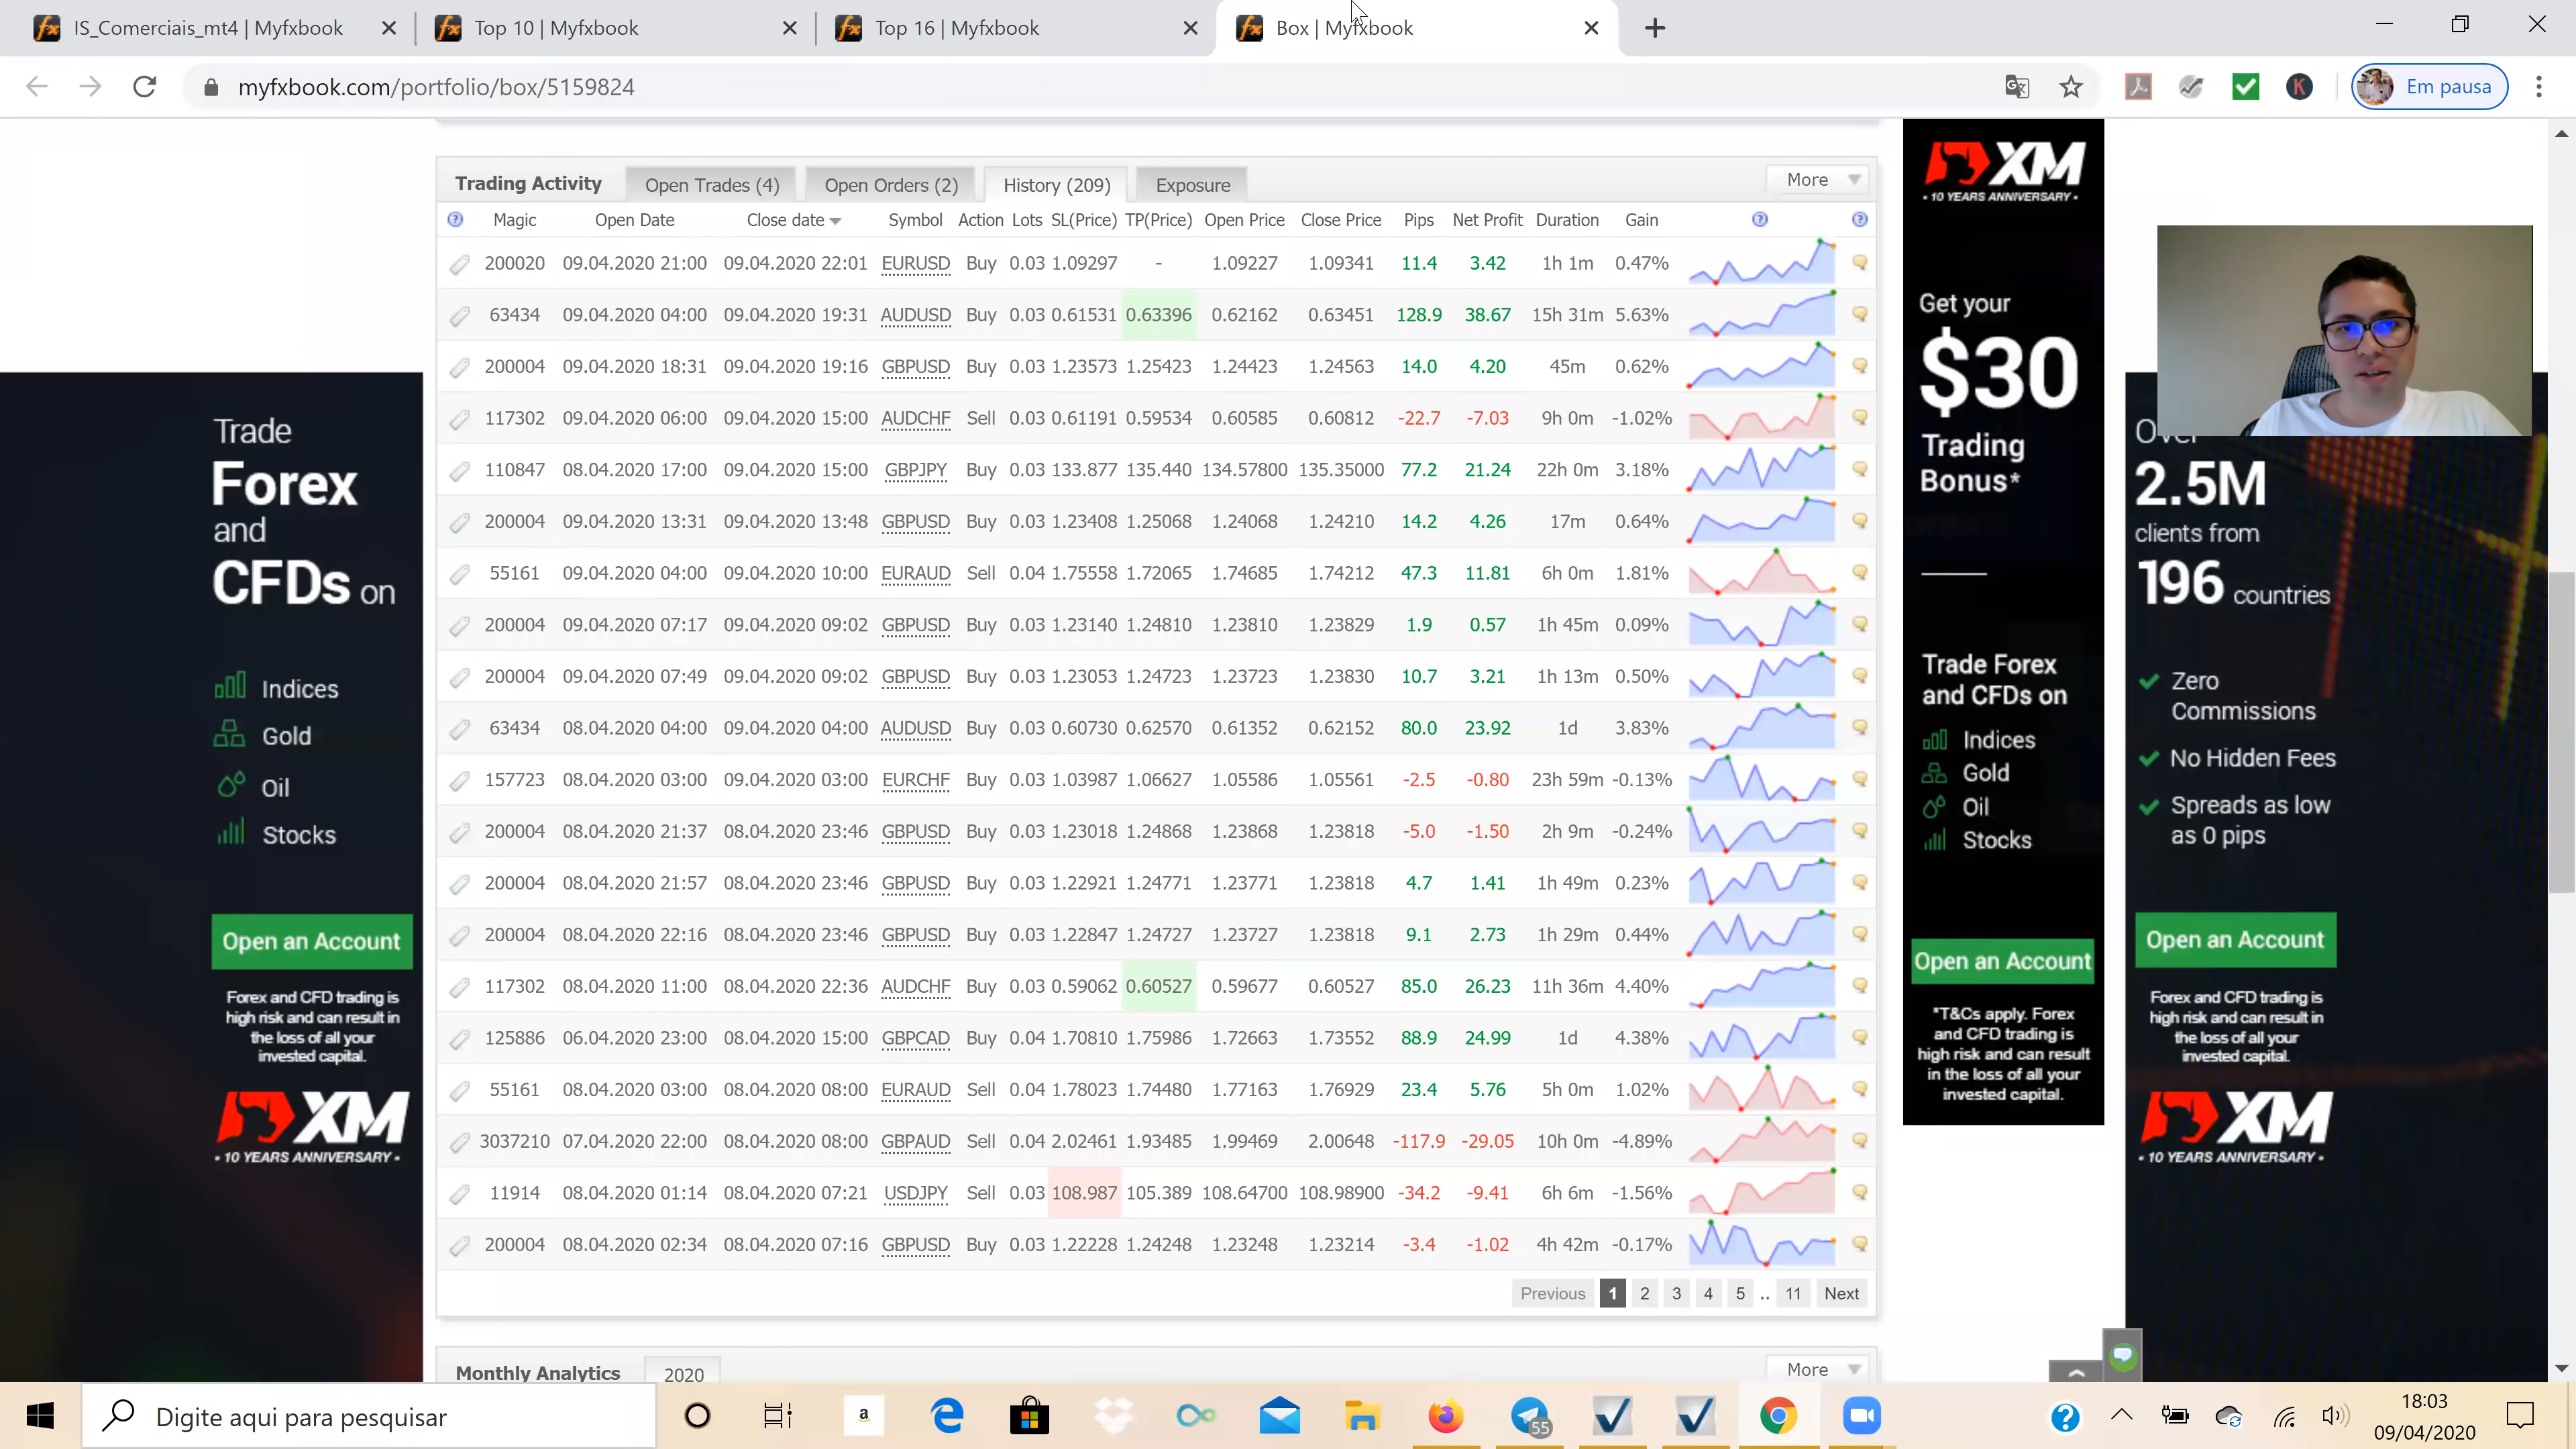 IS_Comerciais_mt4 | Myfxbook
Top 10 | Myfxbook
Top 16 | Myfxbook
Box | Myfxbook
myfxbook.com/portfolio/box/5159824
Em pausa
Trading Activity Open Trades (4) Open Orders (2) History (209) Exposure More
Magic Open Date Close date Symbol Action Lots SL(Price) TP(Price) Open Price Close Price Pips Net Profit Duration Gain
200020 09.04.2020 21:00 09.04.2020 22:01 EURUSD Buy 0.03 1.09297 - 1.09227 1.09341 11.4 3.42 1h 1m 0.47%
63434 09.04.2020 04:00 09.04.2020 19:31 AUDUSD Buy 0.03 0.61531 0.63396 0.62162 0.63451 128.9 38.67 15h 31m 5.63%
200004 09.04.2020 18:31 09.04.2020 19:16 GBPUSD Buy 0.03 1.23573 1.25423 1.24423 1.24563 14.0 4.20 45m 0.62%
117302 09.04.2020 06:00 09.04.2020 15:00 AUDCHF Sell 0.03 0.61191 0.59534 0.60585 0.60812 -22.7 -7.03 9h 0m -1.02%
110847 08.04.2020 17:00 09.04.2020 15:00 GBPJPY Buy 0.03 133.877 135.440 134.57800 135.35000 77.2 21.24 22h 0m 3.18%
200004 09.04.2020 13:31 09.04.2020 13:48 GBPUSD Buy 0.03 1.23408 1.25068 1.24068 1.24210 14.2 4.26 17m 0.64%
55161 09.04.2020 04:00 09.04.2020 10:00 EURAUD Sell 0.04 1.75558 1.72065 1.74685 1.74212 47.3 11.81 6h 0m 1.81%
200004 09.04.2020 07:17 09.04.2020 09:02 GBPUSD Buy 0.03 1.23140 1.24810 1.23810 1.23829 1.9 0.57 1h 45m 0.09%
200004 09.04.2020 07:49 09.04.2020 09:02 GBPUSD Buy 0.03 1.23053 1.24723 1.23723 1.23830 10.7 3.21 1h 13m 0.50%
63434 08.04.2020 04:00 09.04.2020 04:00 AUDUSD Buy 0.03 0.60730 0.62570 0.61352 0.62152 80.0 23.92 1d 3.83%
157723 08.04.2020 03:00 09.04.2020 03:00 EURCHF Buy 0.03 1.03987 1.06627 1.05586 1.05561 -2.5 -0.80 23h 59m -0.13%
200004 08.04.2020 21:37 08.04.2020 23:46 GBPUSD Buy 0.03 1.23018 1.24868 1.23868 1.23818 -5.0 -1.50 2h 9m -0.24%
200004 08.04.2020 21:57 08.04.2020 23:46 GBPUSD Buy 0.03 1.22921 1.24771 1.23771 1.23818 4.7 1.41 1h 49m 0.23%
200004 08.04.2020 22:16 08.04.2020 23:46 GBPUSD Buy 0.03 1.22847 1.24727 1.23727 1.23818 9.1 2.73 1h 29m 0.44%
117302 08.04.2020 11:00 08.04.2020 22:36 AUDCHF Buy 0.03 0.59062 0.60527 0.59677 0.60527 85.0 26.23 11h 36m 4.40%
125886 06.04.2020 23:00 08.04.2020 15:00 GBPCAD Buy 0.04 1.70810 1.75986 1.72663 1.73552 88.9 24.99 1d 4.38%
55161 08.04.2020 03:00 08.04.2020 08:00 EURAUD Sell 0.04 1.78023 1.74480 1.77163 1.76929 23.4 5.76 5h 0m 1.02%
3037210 07.04.2020 22:00 08.04.2020 08:00 GBPAUD Sell 0.04 2.02461 1.93485 1.99469 2.00648 -117.9 -29.05 10h 0m -4.89%
11914 08.04.2020 01:14 08.04.2020 07:21 USDJPY Sell 0.03 108.987 105.389 108.64700 108.98900 -34.2 -9.41 6h 6m -1.56%
200004 08.04.2020 02:34 08.04.2020 07:16 GBPUSD Buy 0.03 1.22228 1.24248 1.23248 1.23214 -3.4 -1.02 4h 42m -0.17%
Previous 1 2 3 4 5 .. 11 Next
Monthly Analytics 2020 More
Trade
Forex
and
CFDs on
Indices
Gold
Oil
Stocks
Open an Account
Forex and CFD trading is
high risk and can result in
the loss of all your
invested capital.
XM
• 10 YEARS ANNIVERSARY •
XM
• 10 YEARS ANNIVERSARY •
Get your
$30
Trading
Bonus*
Trade Forex
and CFDs on
Indices
Gold
Oil
Stocks
Open an Account
*T&Cs apply. Forex
and CFD trading is
high risk and can result
in the loss of all your
invested capital.
Over
2.5M
clients from
196 countries
Zero
Commissions
No Hidden Fees
Spreads as low
as 0 pips
Open an Account
Forex and CFD trading is
high risk and can result in
the loss of all your
invested capital.
XM
• 10 YEARS ANNIVERSARY •
Digite aqui para pesquisar
a
55
18:03
09/04/2020